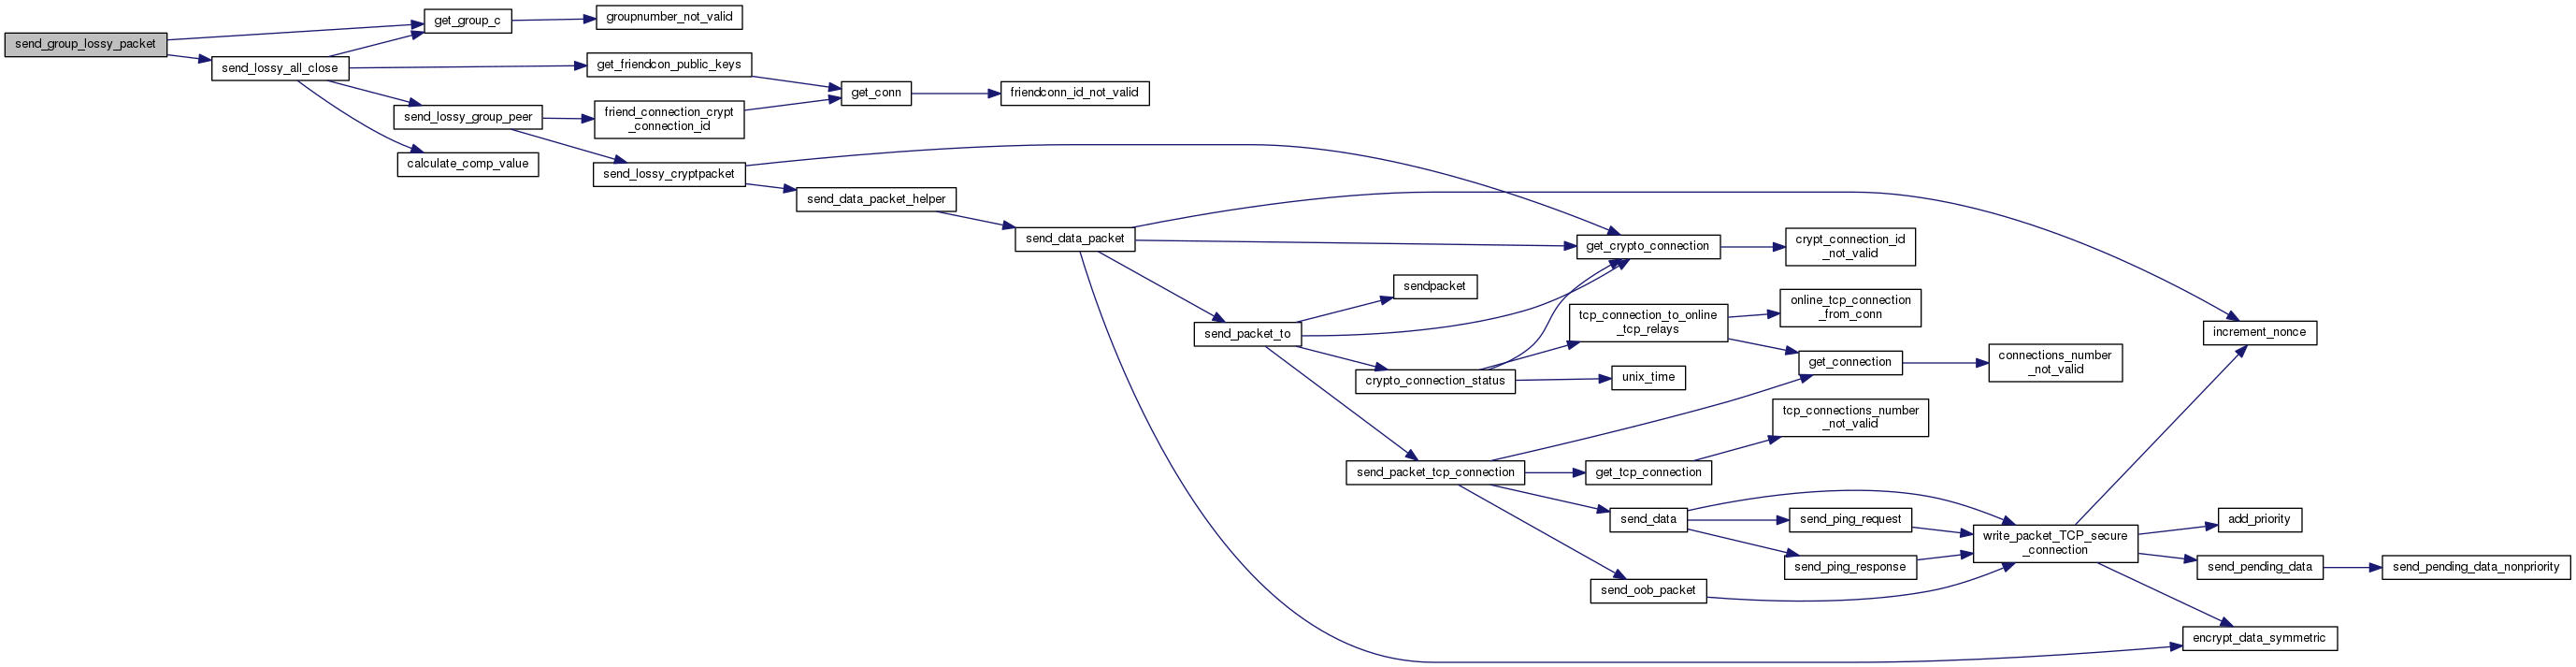 send_group_lossy_packet
get_group_c
groupnumber_not_valid
send_lossy_all_close
get_friendcon_public_keys
get_conn
friendconn_id_not_valid
send_lossy_group_peer
friend_connection_crypt
_connection_id
calculate_comp_value
send_lossy_cryptpacket
send_data_packet_helper
send_data_packet
get_crypto_connection
crypt_connection_id
_not_valid
sendpacket
send_packet_to
tcp_connection_to_online
_tcp_relays
online_tcp_connection
_from_conn
increment_nonce
get_connection
connections_number
_not_valid
crypto_connection_status
unix_time
tcp_connections_number
_not_valid
send_packet_tcp_connection
get_tcp_connection
send_data
send_ping_request
send_ping_response
send_oob_packet
write_packet_TCP_secure
_connection
add_priority
send_pending_data
send_pending_data_nonpriority
encrypt_data_symmetric